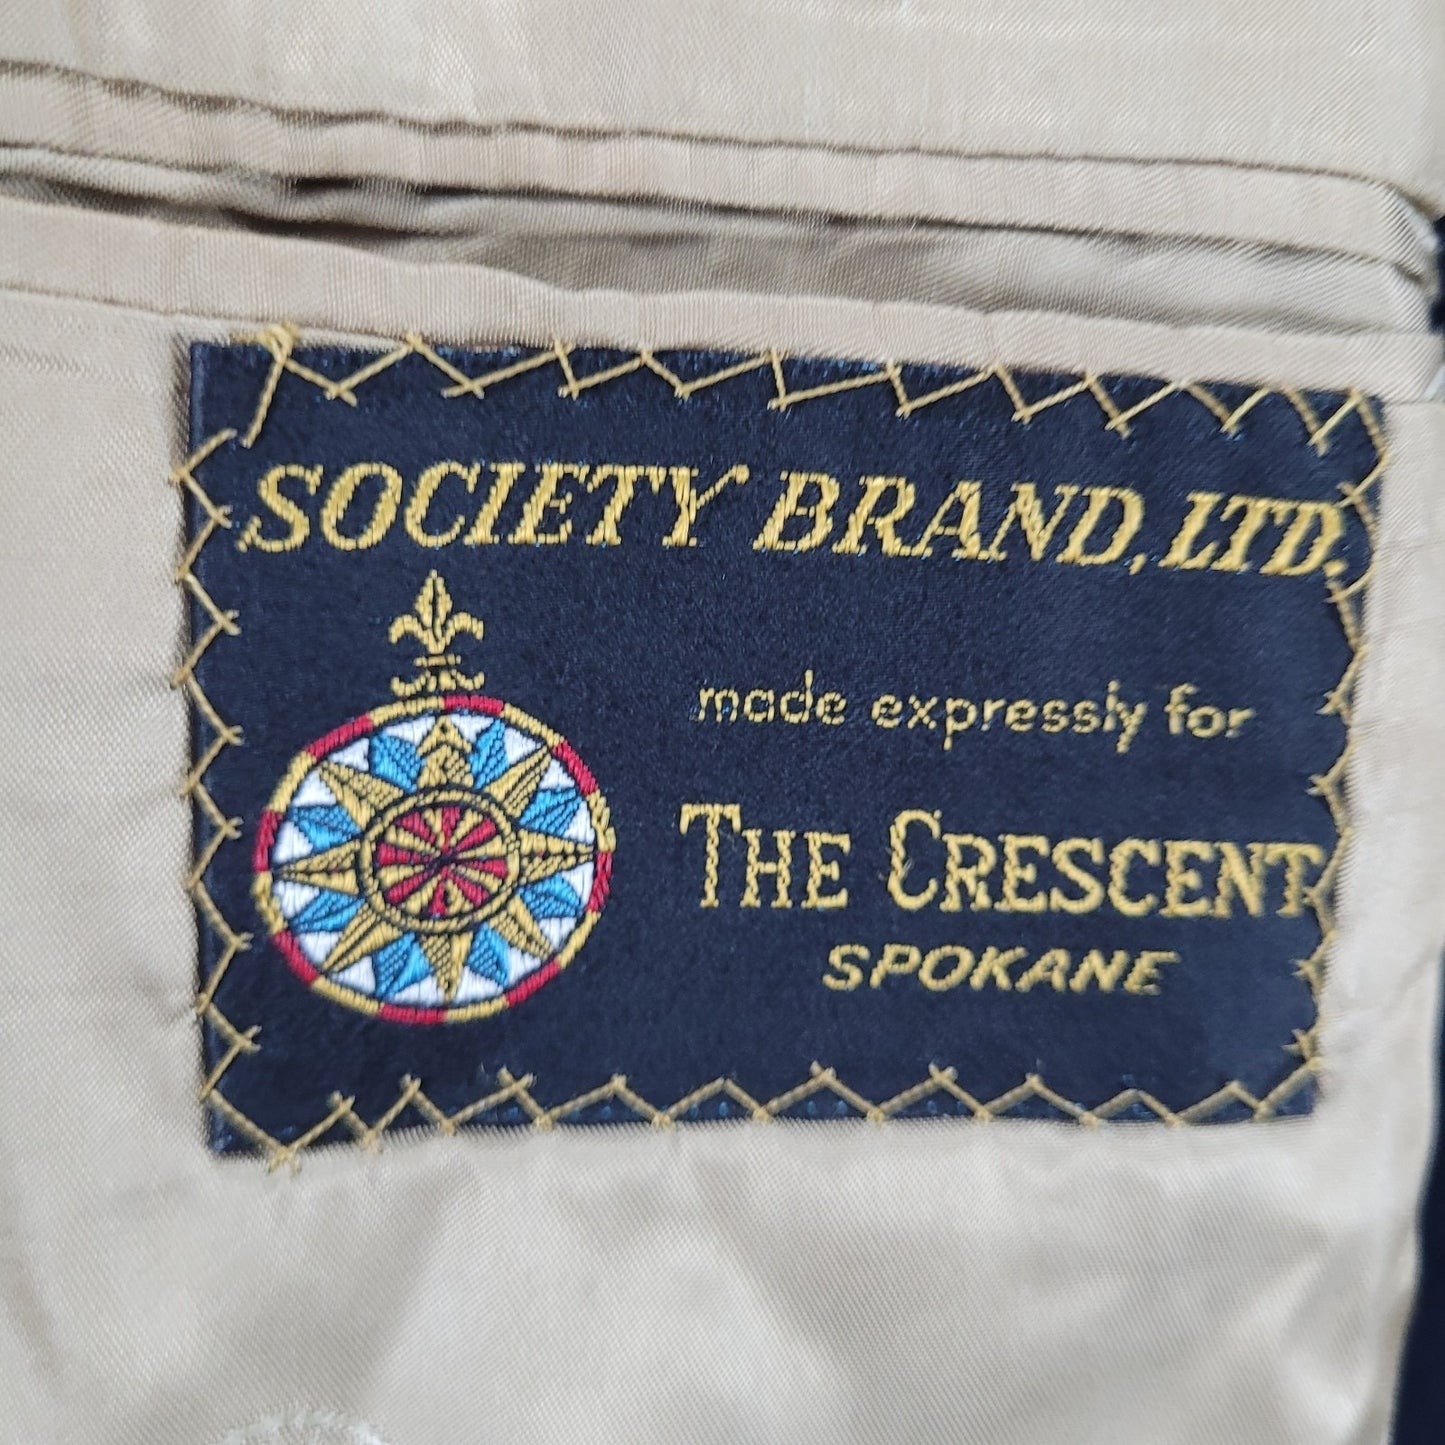 SOCIETY BRAND, LTD.
made expressly for
THE CRESCENT
SPOKANE